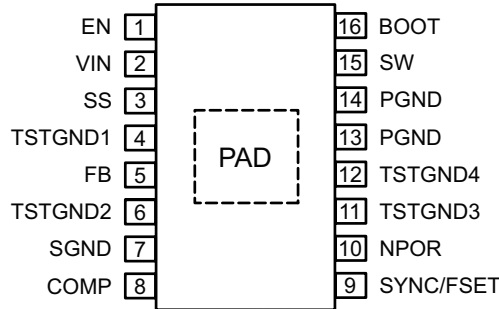 EN 1
VIN 2
SS 3
TSTGND1 4
FB 5
TSTGND2 6
SGND 7
COMP 8
PAD
16 BOOT
15 SW
14 PGND
13 PGND
12 TSTGND4
11 TSTGND3
10 NPOR
9 SYNC/FSET